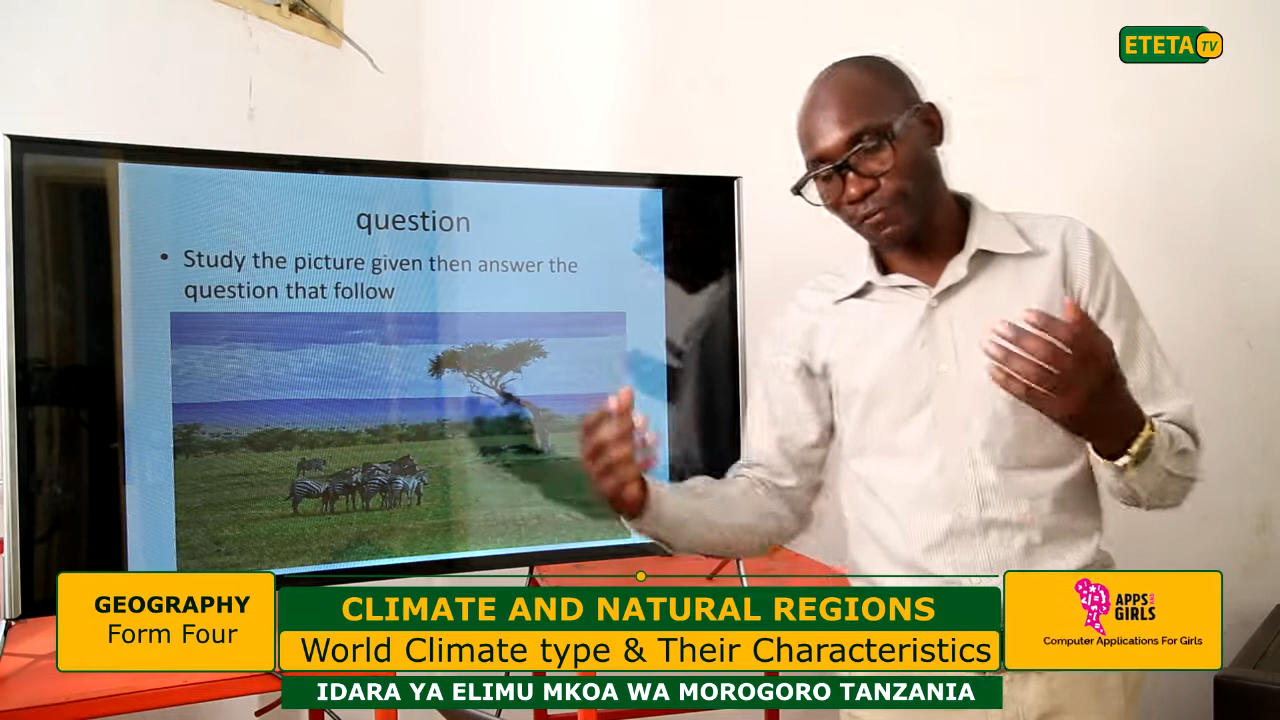 ETETA TV
question
• Study the picture given then answer the
question that follow
GEOGRAPHY
Form Four
CLIMATE AND NATURAL REGIONS
World Climate type & Their Characteristics
IDARA YA ELIMU MKOA WA MOROGORO TANZANIA
APPS AND
GIRLS
Computer Applications For Girls